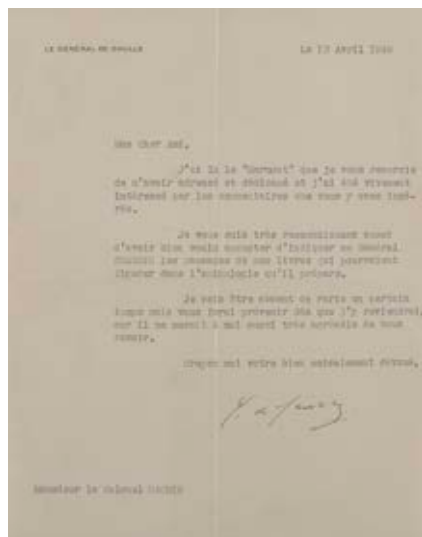 LE GÉNÉRAL DE GAULLE
Le 13 Avril
Mon cher ami,
J'ai lu le "Serment" que je vous remercie
de m'avoir adressé et dédicacé et j'ai été vivement
intéressé par les commentaires que vous y avez insé-
rés.
Je vous suis très reconnaissant aussi
d'avoir bien voulu accepter d'indiquer au Général
les passages de mes livres qui pourraient
figurer dans l'anthologie qu'il prépare.
Je vais être absent de Paris un certain
temps mais vous ferai prévenir dès que j'y reviendrai,
car il me serait à moi aussi très agréable de vous
revoir.
Croyez moi votre bien cordialement dévoué,
Monsieur le Colonel